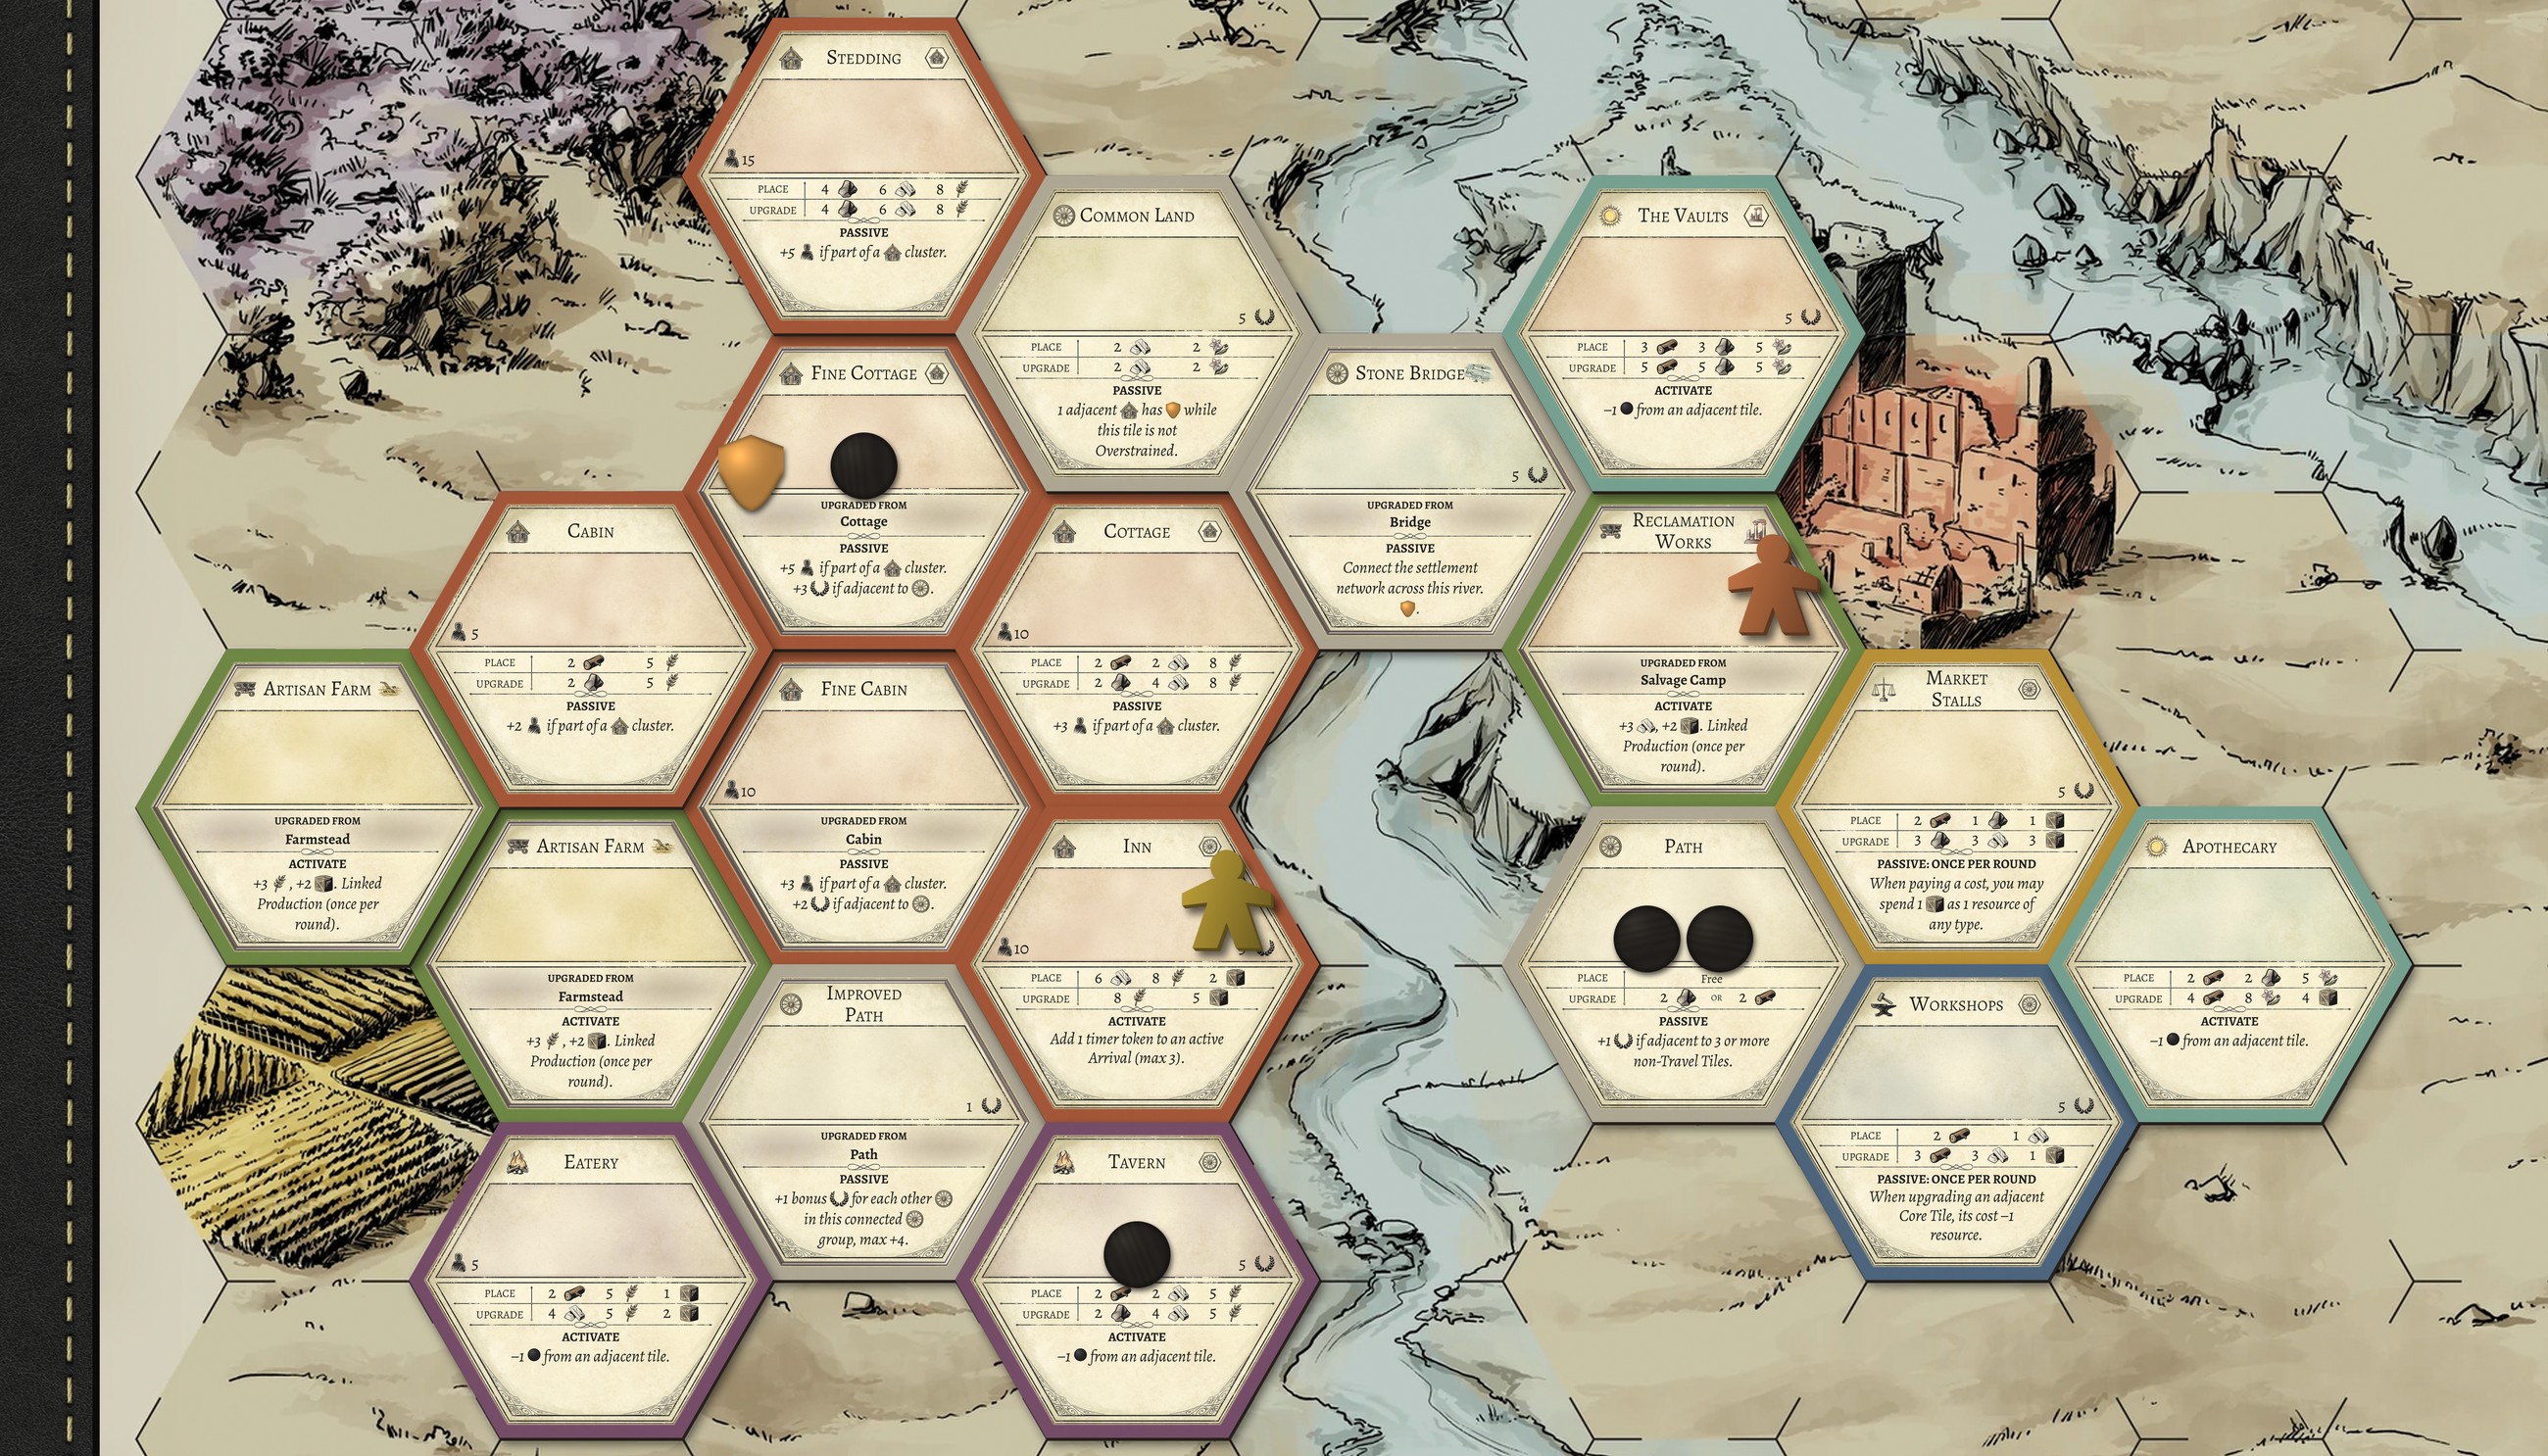 STEDDING
15
PLACE 4 6 8
UPGRADE 4 6 8
PASSIVE
+5 if part of a cluster.
COMMON LAND
5
PLACE 2 2
UPGRADE 2 2
PASSIVE
1 adjacent has while
this tile is not
Overstrained.
THE VAULTS
5
PLACE 3 3 5
UPGRADE 5 5 5
ACTIVATE
−1 from an adjacent tile.
FINE COTTAGE
UPGRADED FROM
Cottage
PASSIVE
+5 if part of a cluster.
+3 if adjacent to .
STONE BRIDGE
5
UPGRADED FROM
Bridge
PASSIVE
Connect the settlement
network across this river.
.
CABIN
5
PLACE 2 5
UPGRADE 2 5
PASSIVE
+2 if part of a cluster.
COTTAGE
10
PLACE 2 2 8
UPGRADE 2 4 8
PASSIVE
+3 if part of a cluster.
RECLAMATION
WORKS
UPGRADED FROM
Salvage Camp
ACTIVATE
+3 , +2 . Linked
Production (once per
round).
ARTISAN FARM
UPGRADED FROM
Farmstead
ACTIVATE
+3 , +2 . Linked
Production (once per
round).
FINE CABIN
10
UPGRADED FROM
Cabin
PASSIVE
+3 if part of a cluster.
+2 if adjacent to .
MARKET
STALLS
5
PLACE 2 1 1
UPGRADE 3 3 3
PASSIVE: ONCE PER ROUND
When paying a cost, you may
spend 1 as 1 resource of
any type.
ARTISAN FARM
UPGRADED FROM
Farmstead
ACTIVATE
+3 , +2 . Linked
Production (once per
round).
INN
10
PLACE 6 8 2
UPGRADE 8 5
ACTIVATE
Add 1 timer token to an active
Arrival (max 3).
PATH
PLACE Free
UPGRADE 2 OR 2
PASSIVE
+1 if adjacent to 3 or more
non-Travel Tiles.
APOTHECARY
PLACE 2 2 5
UPGRADE 4 8 4
ACTIVATE
−1 from an adjacent tile.
IMPROVED
PATH
1
UPGRADED FROM
Path
PASSIVE
+1 bonus for each other
in this connected
group, max +4.
WORKSHOPS
5
PLACE 2 1
UPGRADE 3 3 1
PASSIVE: ONCE PER ROUND
When upgrading an adjacent
Core Tile, its cost −1
resource.
EATERY
5
PLACE 2 5 1
UPGRADE 4 5 2
ACTIVATE
−1 from an adjacent tile.
TAVERN
5
PLACE 2 2 5
UPGRADE 2 4 5
ACTIVATE
−1 from an adjacent tile.